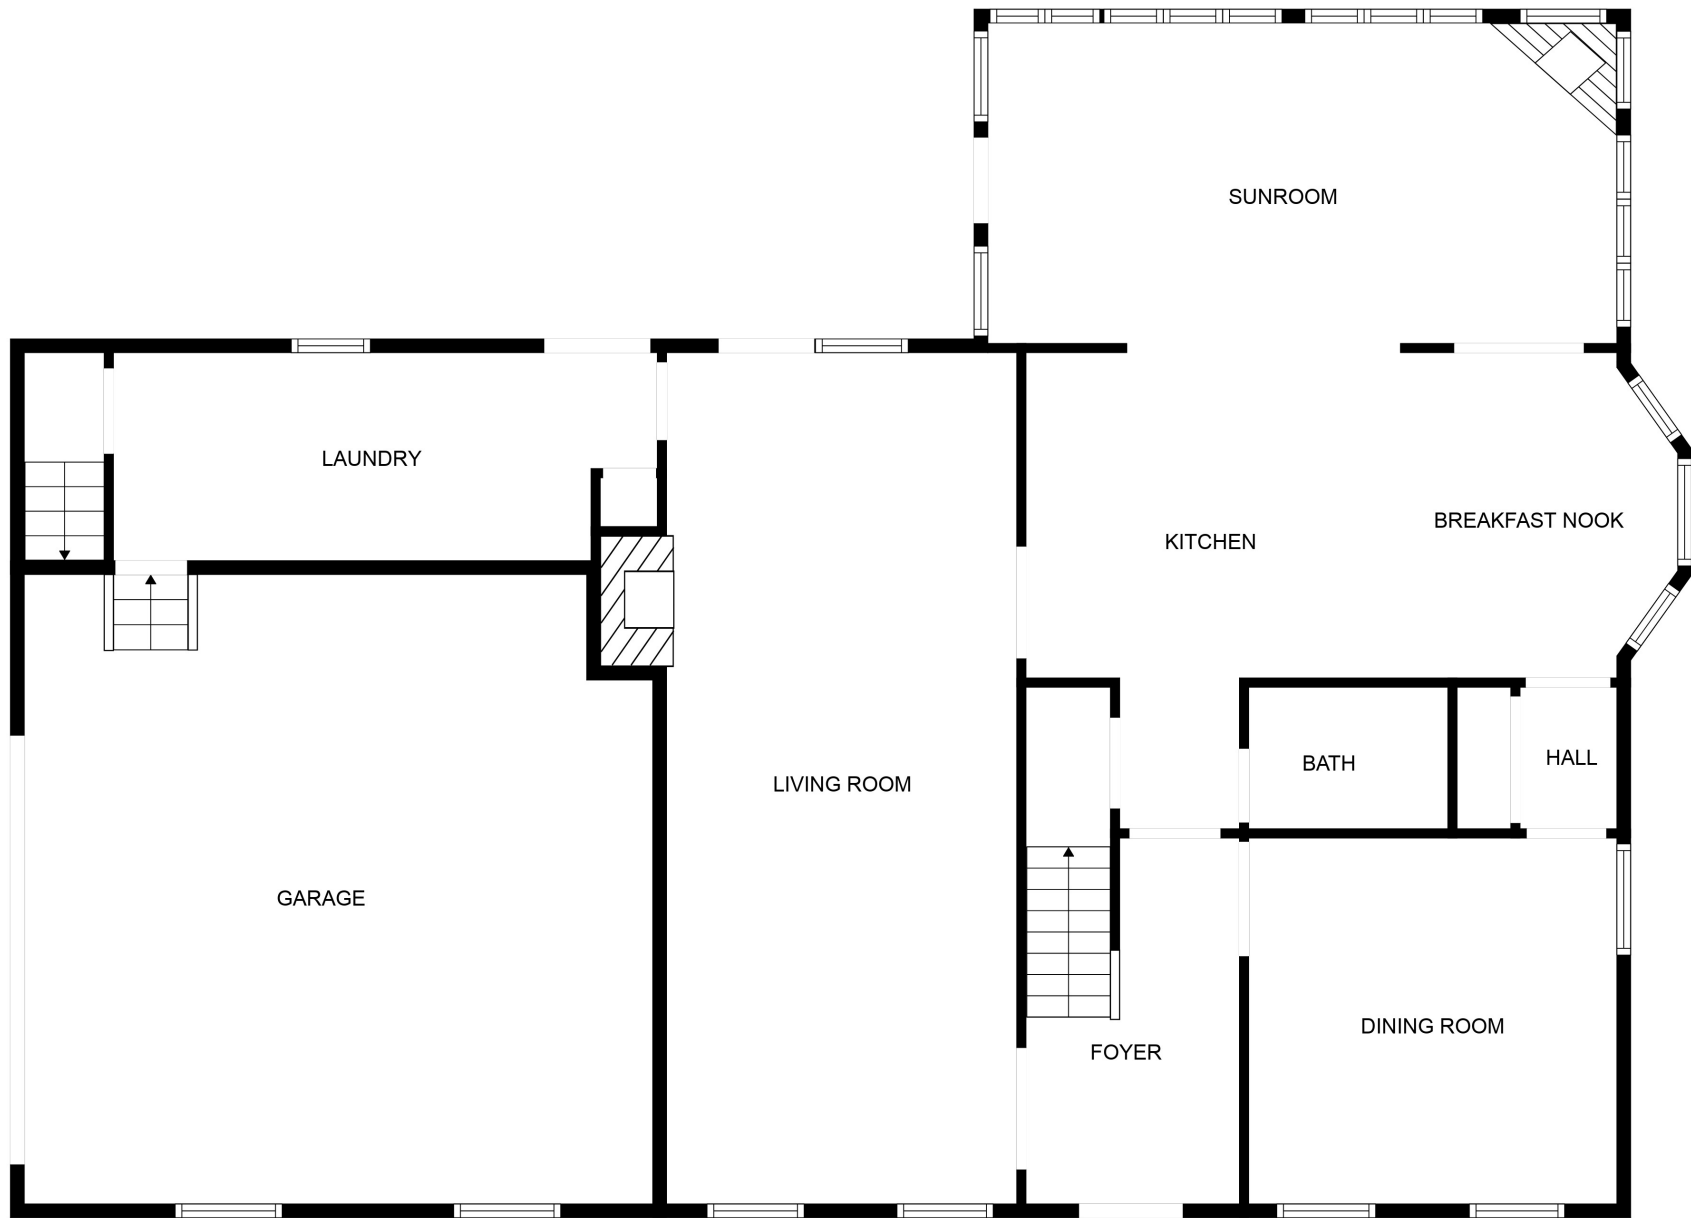 SUNROOM
LAUNDRY
BREAKFAST NOOK
KITCHEN
HALL
BATH
LIVING ROOM
GARAGE
DINING ROOM
FOYER